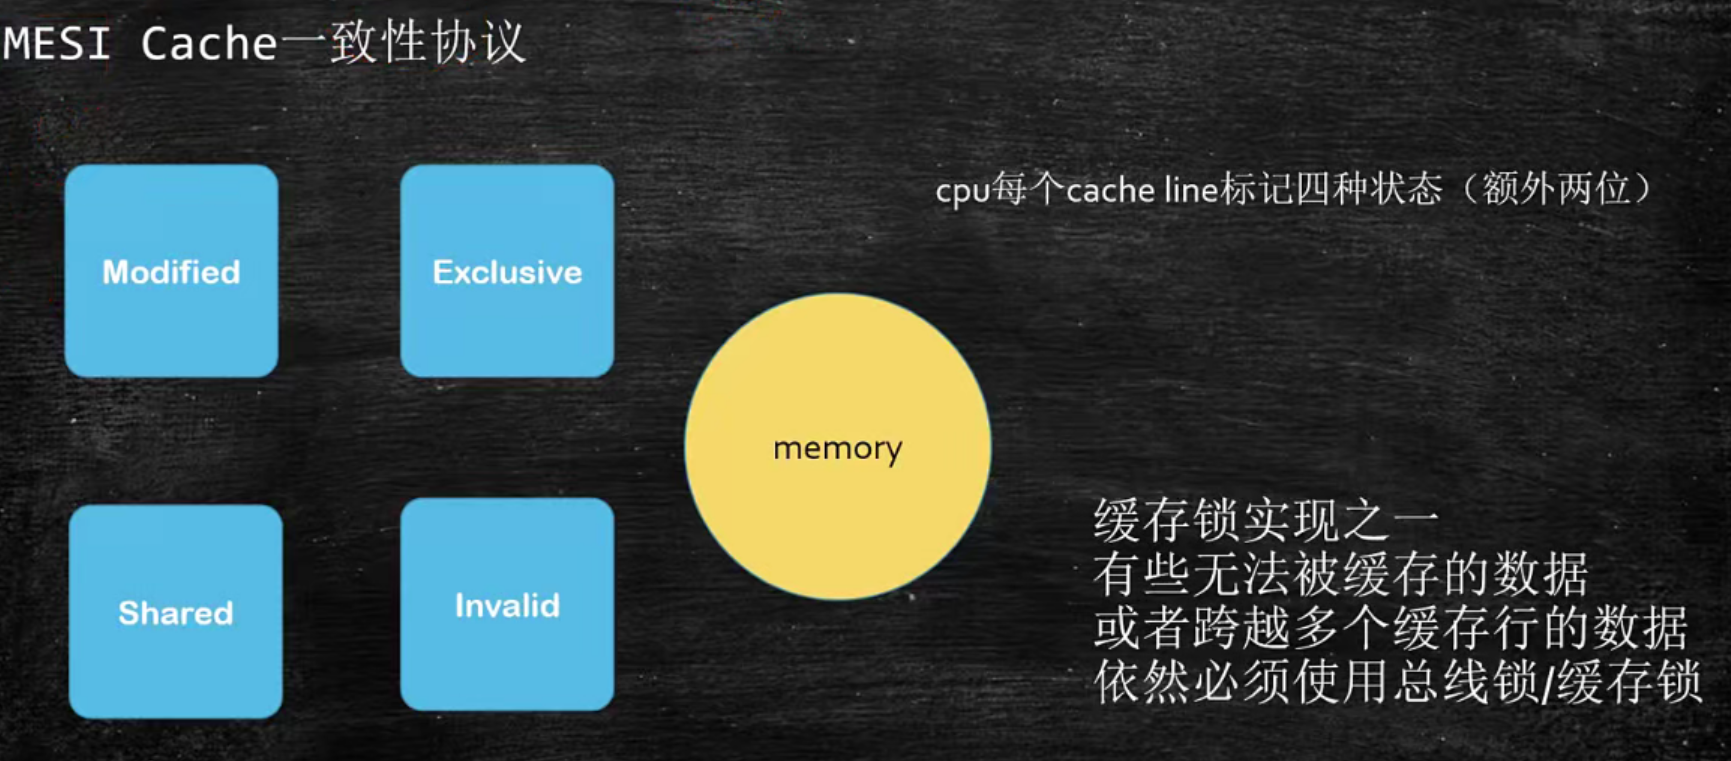 MESI Cache一致性协议
cpu每个cache line标记四种状态（额外两位）
Modified
Exclusive
memory
Shared
Invalid
缓存锁实现之一
有些无法被缓存的数据
或者跨越多个缓存行的数据
依然必须使用总线锁/缓存锁